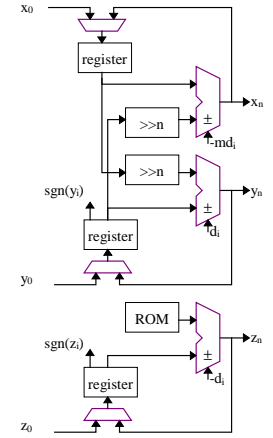 x₀
register
±
xₙ
>>n
-mdᵢ
>>n
sgn(yᵢ)
±
yₙ
register
dᵢ
y₀
ROM
sgn(zᵢ)
±
zₙ
register
-dᵢ
z₀